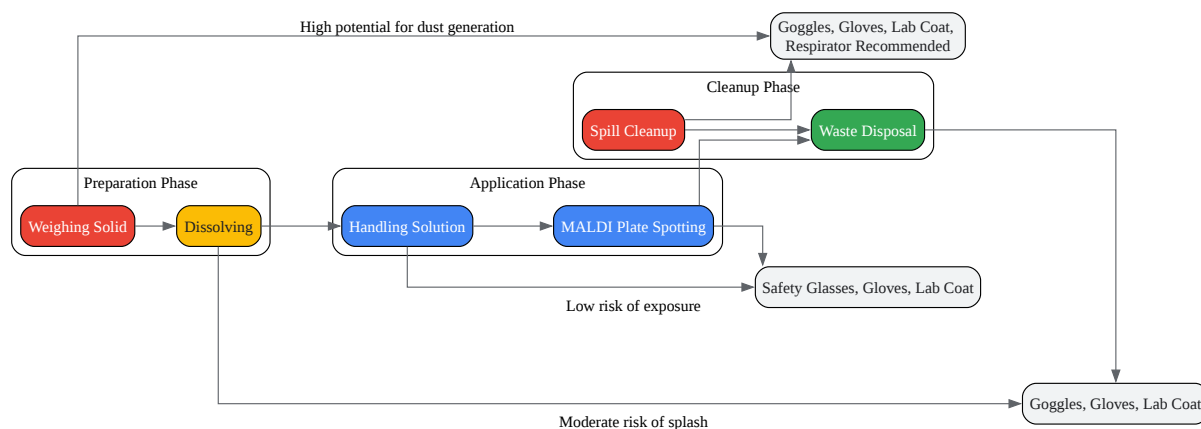 High potential for dust generation
Goggles, Gloves, Lab Coat,
Respirator Recommended
Cleanup Phase
Spill Cleanup
Waste Disposal
Preparation Phase
Application Phase
Weighing Solid
Dissolving
Handling Solution
MALDI Plate Spotting
Safety Glasses, Gloves, Lab Coat
Low risk of exposure
Goggles, Gloves, Lab Coat
Moderate risk of splash